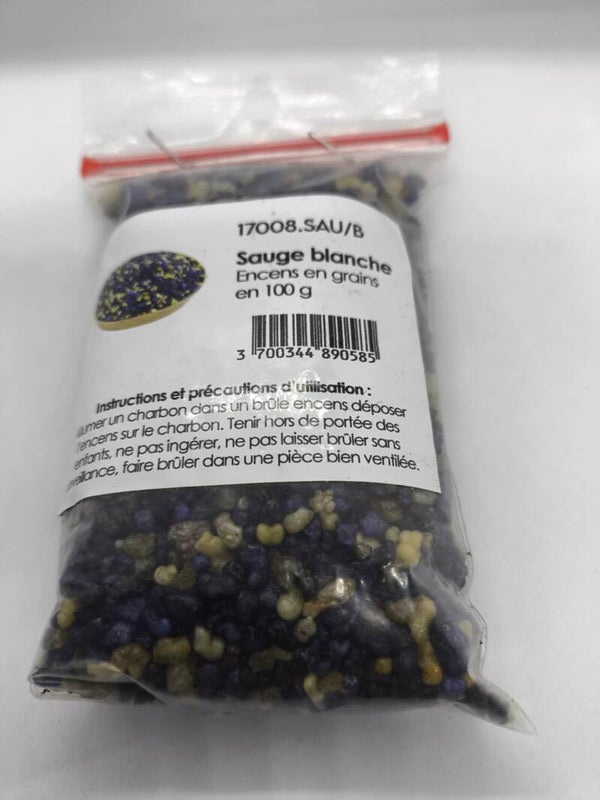 17008.SAU/B
Sauge blanche
Encens en grains
en 100 g
3 700344 890585
Instructions et précautions d'utilisation :
un charbon dans un brûle encens déposer
l'encens sur le charbon. Tenir hors de portée des
enfants, ne pas ingérer, ne pas laisser brûler sans
faire brûler dans une pièce bien ventilée.